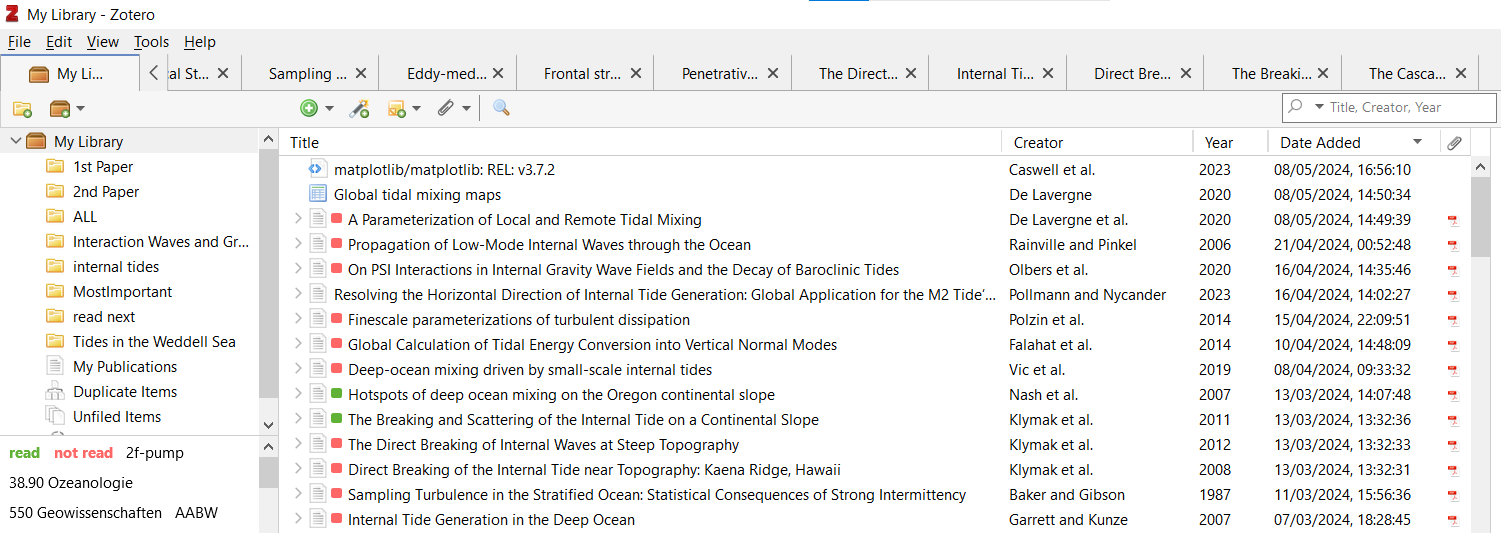 My Library - Zotero
File Edit View Tools Help
My Li... al St... Sampling ... Eddy-med... Frontal str... Penetrativ... The Direct... Internal Ti... Direct Bre... The Breaki... The Casca...
Title, Creator, Year
My Library
1st Paper
2nd Paper
ALL
Interaction Waves and Gr...
internal tides
MostImportant
read next
Tides in the Weddell Sea
My Publications
Duplicate Items
Unfiled Items
read not read 2f-pump
38.90 Ozeanologie
550 Geowissenschaften AABW
Title Creator Year Date Added
matplotlib/matplotlib: REL: v3.7.2 Caswell et al. 2023 08/05/2024, 16:56:10
Global tidal mixing maps De Lavergne 2020 08/05/2024, 14:50:34
A Parameterization of Local and Remote Tidal Mixing De Lavergne et al. 2020 08/05/2024, 14:49:39
Propagation of Low-Mode Internal Waves through the Ocean Rainville and Pinkel 2006 21/04/2024, 00:52:48
On PSI Interactions in Internal Gravity Wave Fields and the Decay of Baroclinic Tides Olbers et al. 2020 16/04/2024, 14:35:46
Resolving the Horizontal Direction of Internal Tide Generation: Global Application for the M2 Tide'... Pollmann and Nycander 2023 16/04/2024, 14:02:27
Finescale parameterizations of turbulent dissipation Polzin et al. 2014 15/04/2024, 22:09:51
Global Calculation of Tidal Energy Conversion into Vertical Normal Modes Falahat et al. 2014 10/04/2024, 14:48:09
Deep-ocean mixing driven by small-scale internal tides Vic et al. 2019 08/04/2024, 09:33:32
Hotspots of deep ocean mixing on the Oregon continental slope Nash et al. 2007 13/03/2024, 14:07:48
The Breaking and Scattering of the Internal Tide on a Continental Slope Klymak et al. 2011 13/03/2024, 13:32:36
The Direct Breaking of Internal Waves at Steep Topography Klymak et al. 2012 13/03/2024, 13:32:33
Direct Breaking of the Internal Tide near Topography: Kaena Ridge, Hawaii Klymak et al. 2008 13/03/2024, 13:32:31
Sampling Turbulence in the Stratified Ocean: Statistical Consequences of Strong Intermittency Baker and Gibson 1987 11/03/2024, 15:56:36
Internal Tide Generation in the Deep Ocean Garrett and Kunze 2007 07/03/2024, 18:28:45